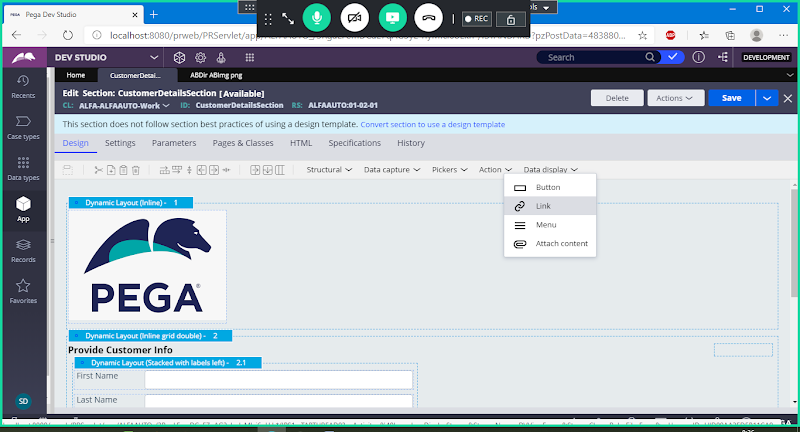 Pega Dev Studio
ols
REC
localhost:8080/prweb/PRServlet/app/
?pzPostData=483880...
DEV STUDIO
Search
DEVELOPMENT
Home
CustomerDetai...
ABDir ABImg png
Edit Section: CustomerDetailsSection [Available]
CL: ALFA-ALFAAUTO-Work ID: CustomerDetailsSection RS: ALFAAUTO:01-02-01
Delete
Actions
Save
This section does not follow section best practices of using a design template. Convert section to use a design template
Design Settings Parameters Pages & Classes HTML Specifications History
Structural Data capture Pickers Action Data display
Button
Link
Menu
Attach content
Recents
Case types
Data types
App
Records
Favorites
SD
Dynamic Layout (Inline) - 1
PEGA®
Dynamic Layout (Inline grid double) - 2
Provide Customer Info
Dynamic Layout (Stacked with labels left) - 2.1
First Name
Last Name